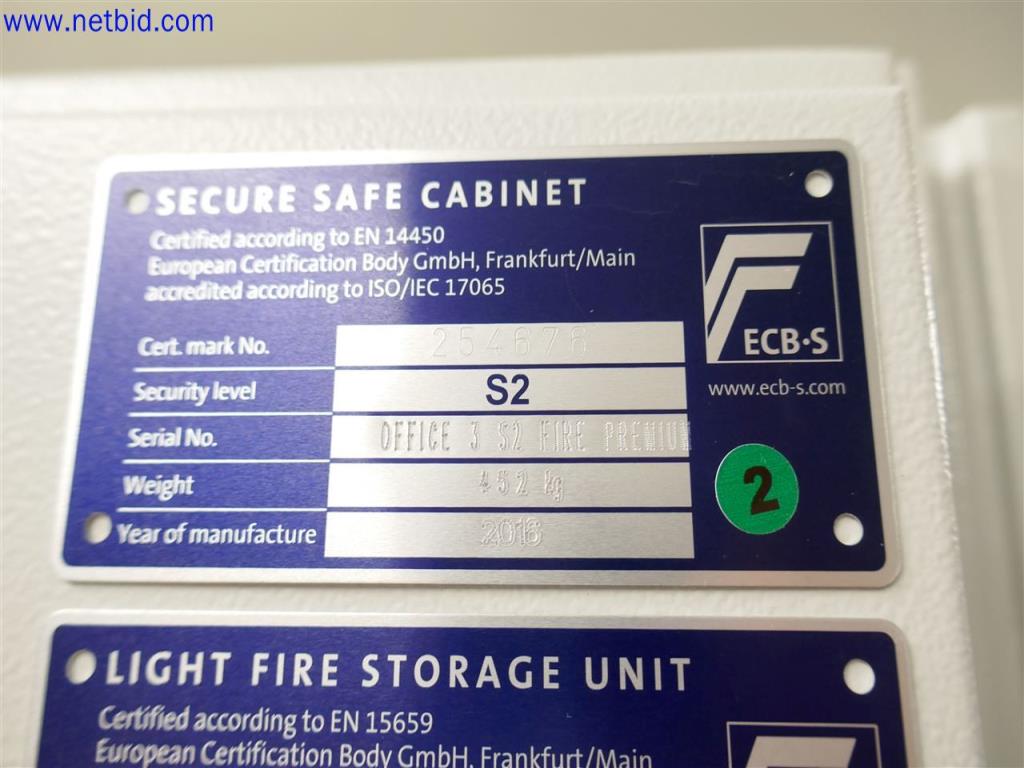 www.netbid.com
SECURE SAFE CABINET
Certified according to EN 14450
European Certification Body GmbH, Frankfurt/Main
accredited according to ISO/IEC 17065
ECB·S
www.ecb-s.com
Cert. mark No. 254676
Security level S2
Serial No. OFFICE 3 S2 FIRE PREMIUM
Weight 452 kg
Year of manufacture 2016
2
LIGHT FIRE STORAGE UNIT
Certified according to EN 15659
European Certification Body GmbH, Frankfurt/Main